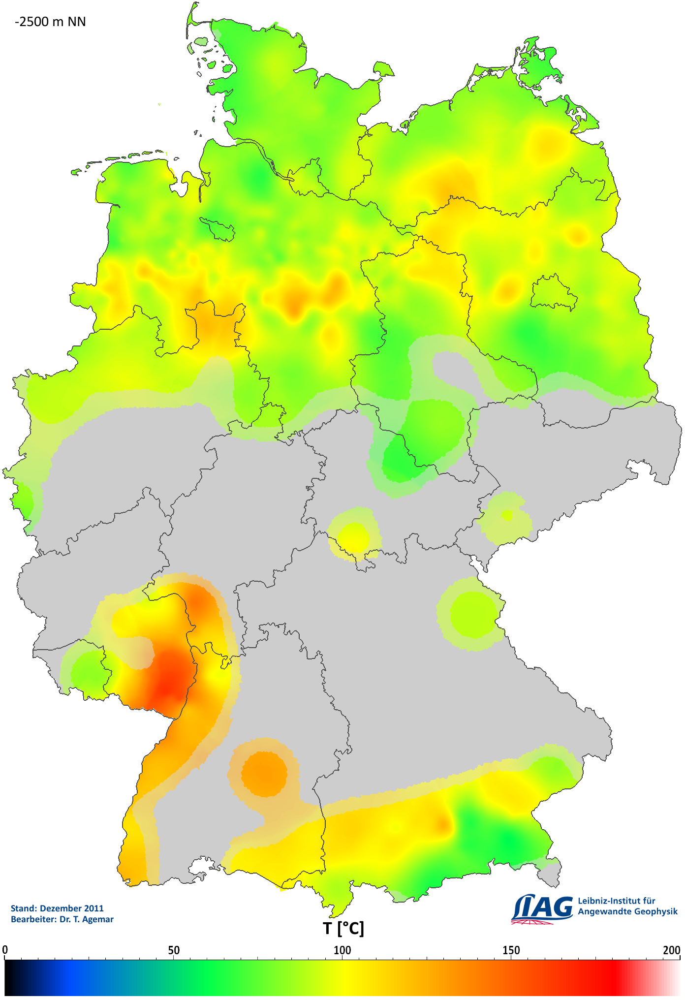 -2500 m NN
Stand: Dezember 2011
Bearbeiter: Dr. T. Agemar
LIAG
Leibniz-Institut für
Angewandte Geophysik
T [°C]
0 50 100 150 200